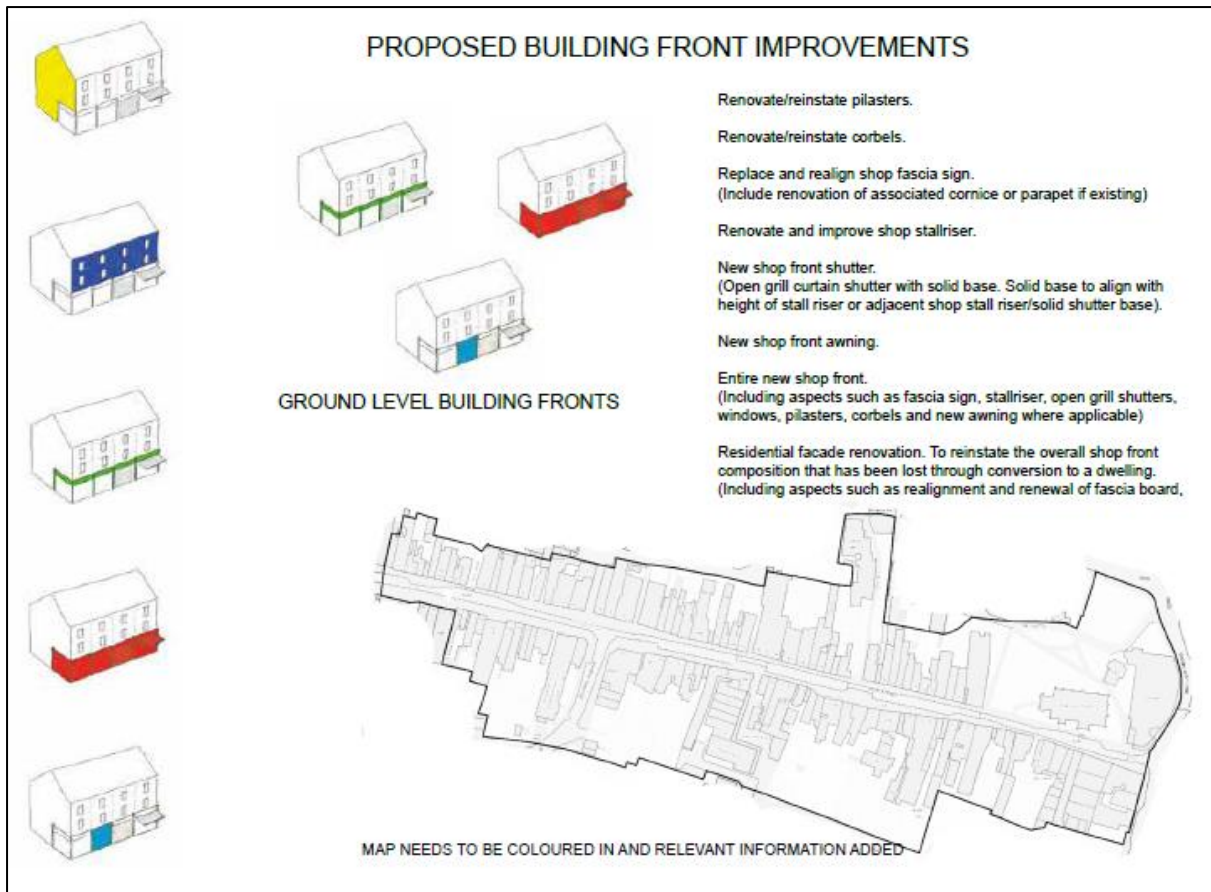 PROPOSED BUILDING FRONT IMPROVEMENTS
Renovate/reinstate pilasters.
Renovate/reinstate corbels.
Replace and realign shop fascia sign.
(Include renovation of associated cornice or parapet if existing)
Renovate and improve shop stallriser.
New shop front shutter.
(Open grill curtain shutter with solid base. Solid base to align with
height of stall riser or adjacent shop stall riser/solid shutter base).
New shop front awning.
Entire new shop front.
(Including aspects such as fascia sign, stallriser, open grill shutters,
windows, pilasters, corbels and new awning where applicable)
Residential facade renovation. To reinstate the overall shop front
composition that has been lost through conversion to a dwelling.
(Including aspects such as realignment and renewal of fascia board,
GROUND LEVEL BUILDING FRONTS
MAP NEEDS TO BE COLOURED IN AND RELEVANT INFORMATION ADDED